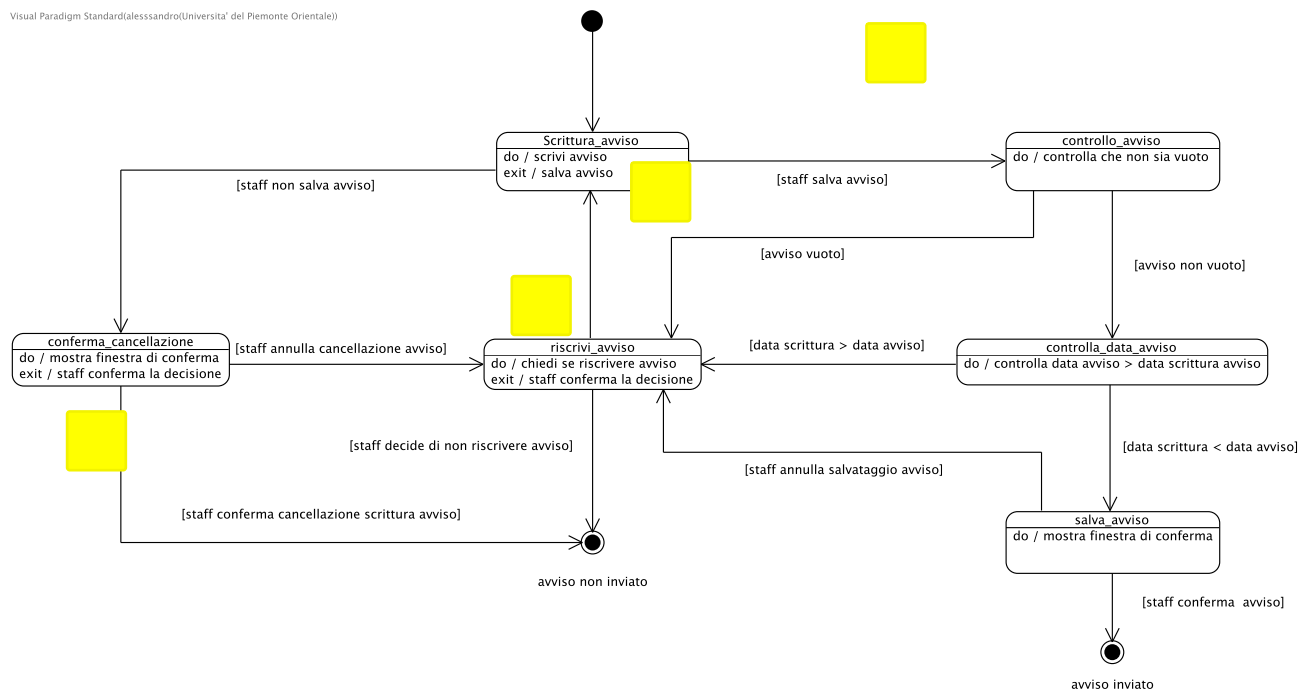 Visual Paradigm Standard(alesssandro(Universita' del Piemonte Orientale))
Scrittura_avviso
do / scrivi avviso
exit / salva avviso
controllo_avviso
do / controlla che non sia vuoto
[staff non salva avviso]
[staff salva avviso]
[avviso vuoto]
[avviso non vuoto]
conferma_cancellazione
do / mostra finestra di conferma
exit / staff conferma la decisione
[staff annulla cancellazione avviso]
riscrivi_avviso
do / chiedi se riscrivere avviso
exit / staff conferma la decisione
[data scrittura > data avviso]
controlla_data_avviso
do / controlla data avviso > data scrittura avviso
[staff decide di non riscrivere avviso]
[data scrittura < data avviso]
[staff annulla salvataggio avviso]
[staff conferma cancellazione scrittura avviso]
salva_avviso
do / mostra finestra di conferma
avviso non inviato
[staff conferma  avviso]
avviso inviato